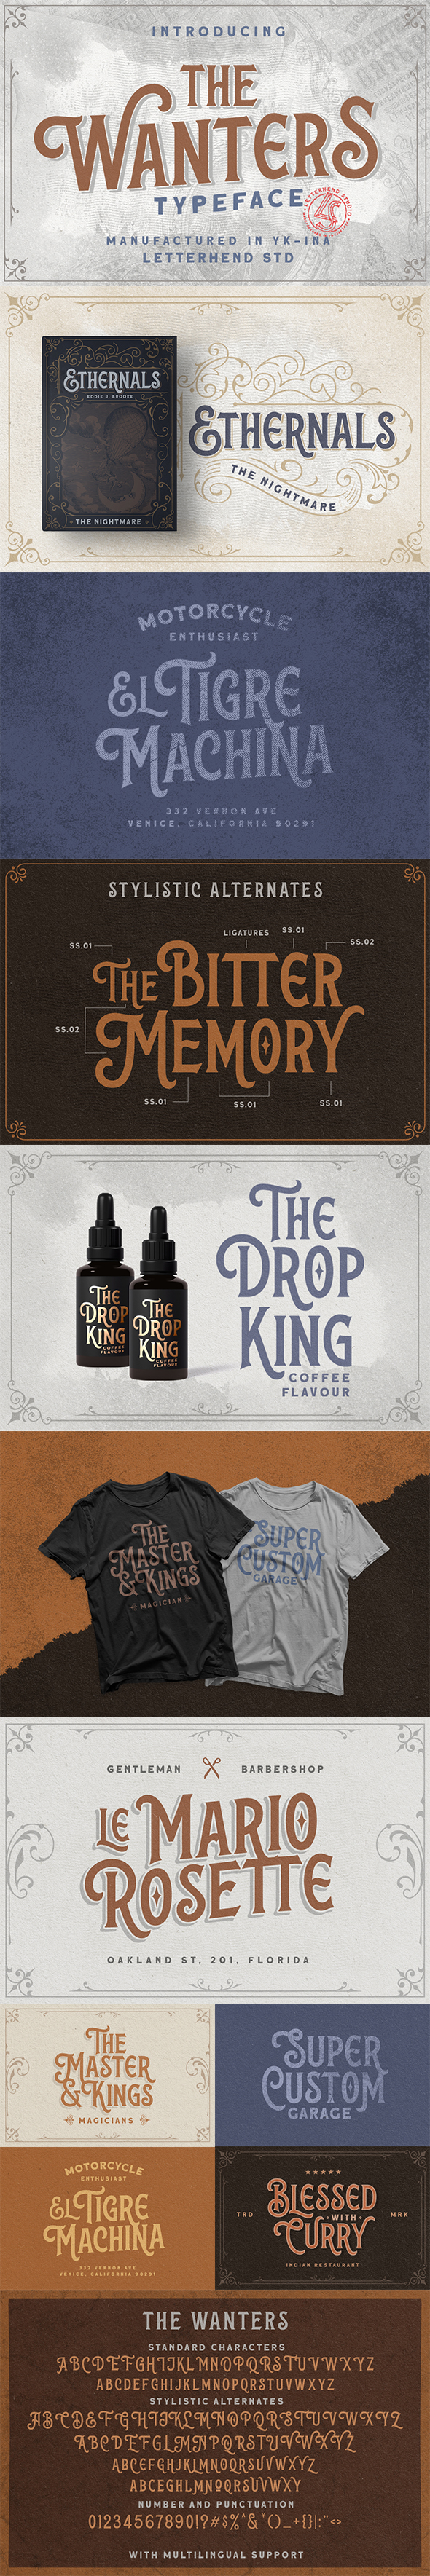 INTRODUCING
THE
WANTERS
TYPEFACE
LETTERHEND STUDIO
MANUFACTURED IN YK-INA
LETTERHEND STD
ETHERNALS
EDDIE J. BROOKE
THE NIGHTMARE
ETHERNALS
THE NIGHTMARE
MOTORCYCLE
ENTHUSIAST
EL TIGRE
MACHINA
332 VERNON AVE
VENICE, CALIFORNIA 90291
STYLISTIC ALTERNATES
LIGATURES SS.01
SS.01 SS.02
THE BITTER
SS.02
MEMORY
SS.01 SS.01 SS.01
THE
DROP
KING
COFFEE
FLAVOUR
THE
DROP
KING
COFFEE
FLAVOUR
THE
DROP
KING
COFFEE
FLAVOUR
THE
MASTER
& KINGS
MAGICIAN
SUPER
CUSTOM
GARAGE
GENTLEMAN BARBERSHOP
LE MARIO
ROSETTE
OAKLAND ST, 201, FLORIDA
THE
MASTER
& KINGS
MAGICIANS
SUPER
CUSTOM
GARAGE
MOTORCYCLE
ENTHUSIAST
EL TIGRE
MACHINA
332 VERNON AVE
VENICE, CALIFORNIA 90291
BLESSED
TRD WITH MRK
CURRY
INDIAN RESTAURANT
THE WANTERS
STANDARD CHARACTERS
ABCDEFGHIJKLMNOPQRSTUVWXYZ
ABCDEFGHIJKLMNOPQRSTUVWXYZ
STYLISTIC ALTERNATES
ABCDEFGHIJKLMNOPQRSTUVWXYZ
NUMBER AND PUNCTUATION
01234567890!?#$%^&*()_+{}|:"<>
WITH MULTILINGUAL SUPPORT